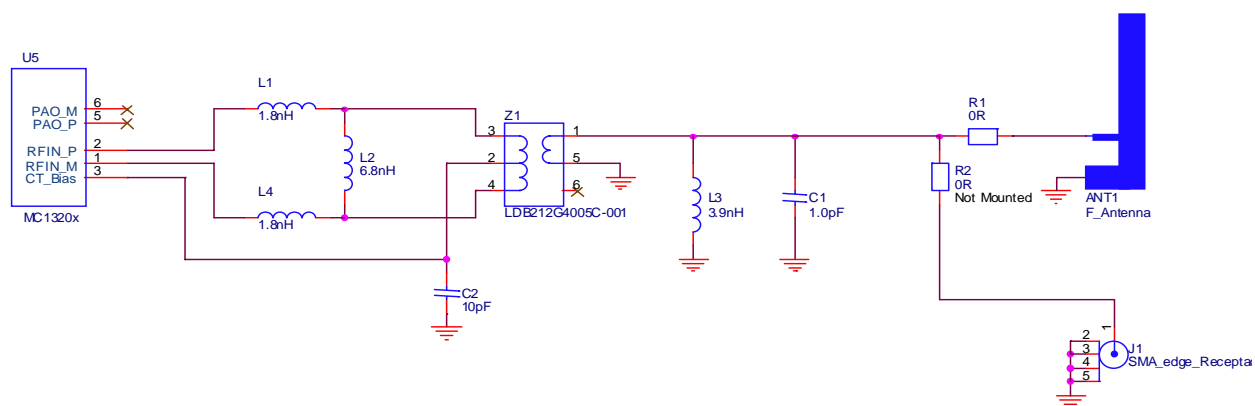 U5
PAO_M
6
PAO_P
5
RFIN_P
2
RFIN_M
1
CT_Bias
3
MC1320x
L1
1.8nH
L2
6.8nH
L4
1.8nH
C2
10pF
Z1
3
2
4
1
5
6
LDB212G4005C-001
L3
3.9nH
C1
1.0pF
R1
0R
R2
0R
Not Mounted
ANT1
F_Antenna
1
2
3
4
5
J1
SMA_edge_Receptac